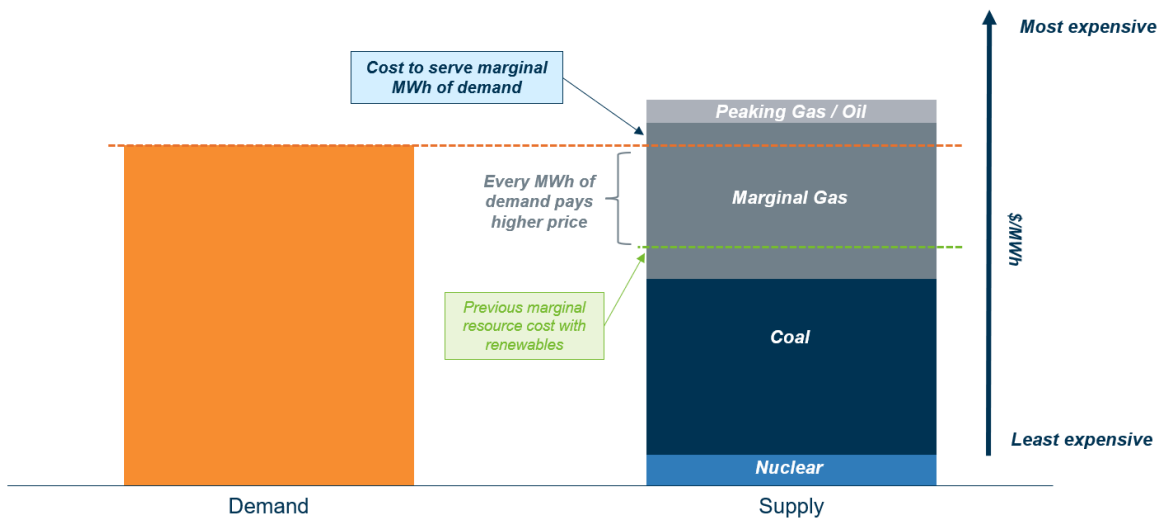 Most expensive
Cost to serve marginal
MWh of demand
Peaking Gas / Oil
Every MWh of
demand pays
higher price
Marginal Gas
$/MWh
Previous marginal
resource cost with
renewables
Coal
Least expensive
Nuclear
Demand
Supply